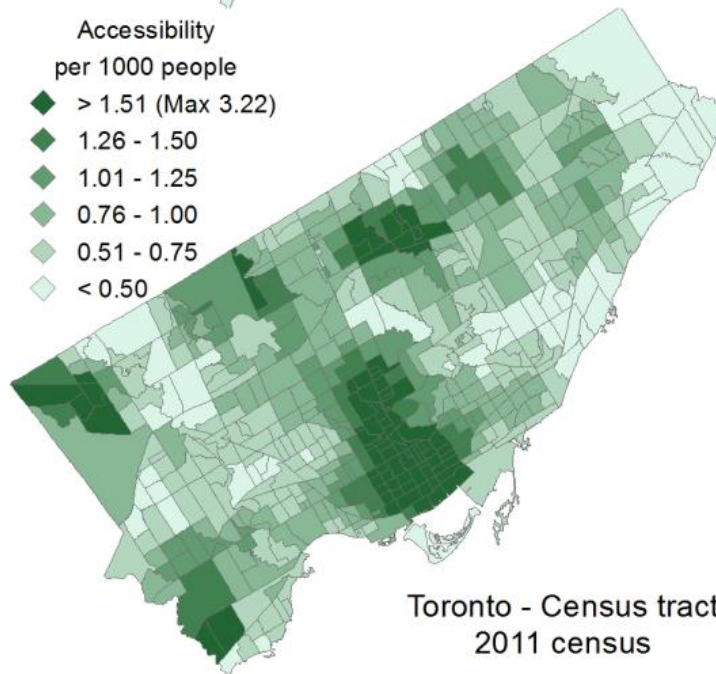 Accessibility
per 1000 people
> 1.51 (Max 3.22)
1.26 - 1.50
1.01 - 1.25
0.76 - 1.00
0.51 - 0.75
< 0.50
Toronto - Census tract
2011 census